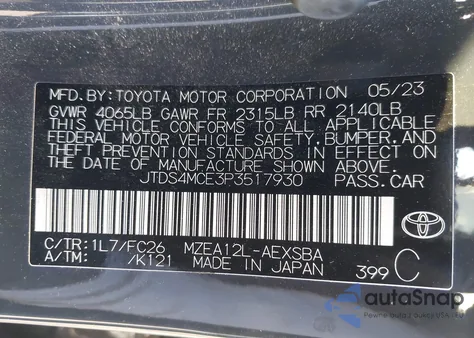 MFD.BY:TOYOTA MOTOR CORPORATION 05/23
GVWR 4065LB GAWR FR 2315LB RR 2140LB
THIS VEHICLE CONFORMS TO ALL APPLICABLE
FEDERAL MOTOR VEHICLE SAFETY,BUMPER,AND
THEFT PREVENTION STANDARDS IN EFFECT ON
THE DATE OF MANUFACTURE SHOWN ABOVE.
JTDS4MCE3P3517930 PASS.CAR
C/TR:1L7/FC26 MZEA12L-AEXSBA
A/TM: /K121 MADE IN JAPAN 399 C
autaSnap